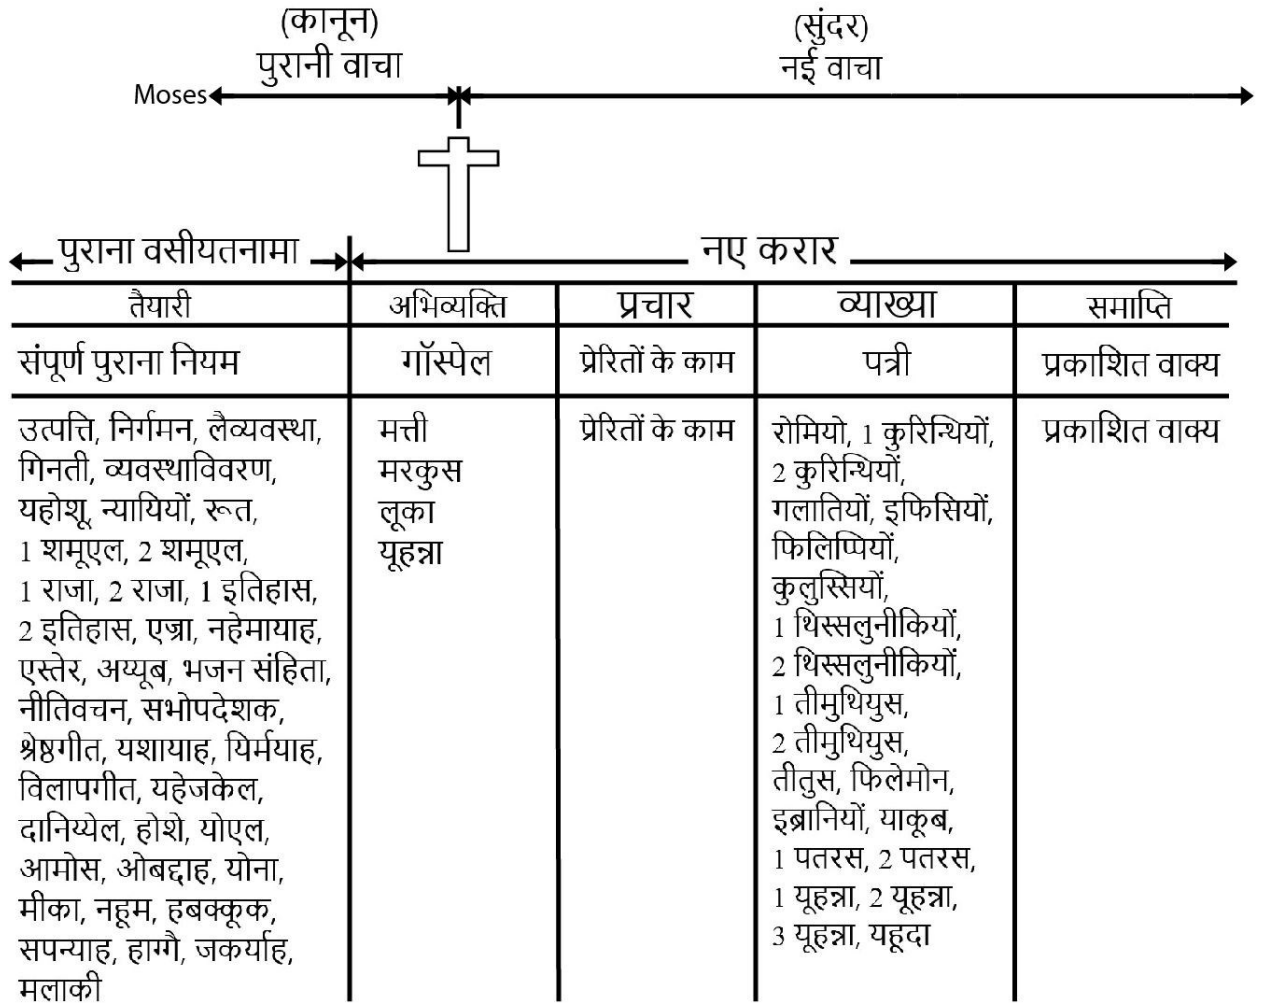 (कानून)
पुरानी वाचा
(सुंदर)
नई वाचा
Moses
पुराना वसीयतनामा
नए करार
तैयारी
अभिव्यक्ति
प्रचार
व्याख्या
समाप्ति
संपूर्ण पुराना नियम
गॉस्पेल
प्रेरितों के काम
पत्री
प्रकाशित वाक्य
उत्पत्ति, निर्गमन, लैव्यवस्था,
गिनती, व्यवस्थाविवरण,
यहोशू, न्यायियों, रूत,
1 शमूएल, 2 शमूएल,
1 राजा, 2 राजा, 1 इतिहास,
2 इतिहास, एज्रा, नहेमायाह,
एस्तेर, अय्यूब, भजन संहिता,
नीतिवचन, सभोपदेशक,
श्रेष्ठगीत, यशायाह, यिर्मयाह,
विलापगीत, यहेजकेल,
दानिय्येल, होशे, योएल,
आमोस, ओबद्दाह, योना,
मीका, नहूम, हबक्कूक,
सपन्याह, हाग्गै, जकर्याह,
मलाकी
मत्ती
मरकुस
लूका
यूहन्ना
प्रेरितों के काम
रोमियो, 1 कुरिन्थियों,
2 कुरिन्थियों,
गलातियों, इफिसियों,
फिलिप्पियों,
कुलुस्सियों,
1 थिस्सलुनीकियों,
2 थिस्सलुनीकियों,
1 तीमुथियुस,
2 तीमुथियुस,
तीतुस, फिलेमोन,
इब्रानियों, याकूब,
1 पतरस, 2 पतरस,
1 यूहन्ना, 2 यूहन्ना,
3 यूहन्ना, यहूदा
प्रकाशित वाक्य